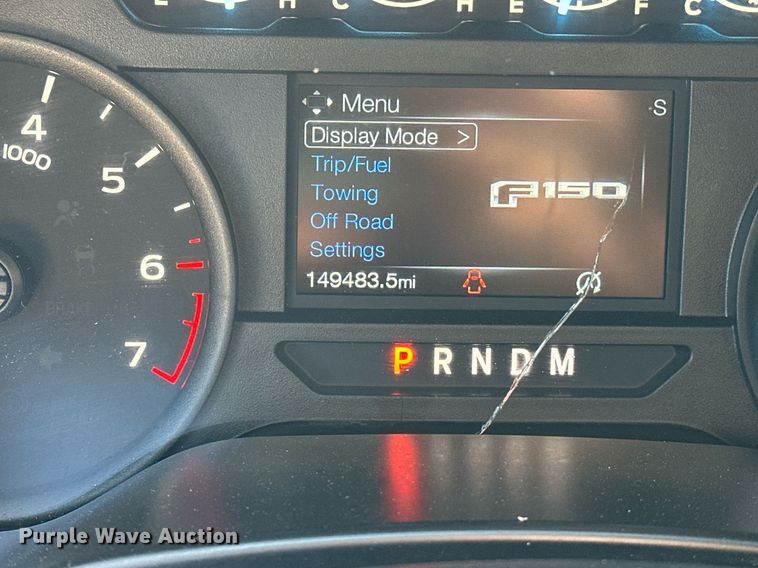 E H C H E F C
Menu S
Display Mode >
Trip/Fuel
Towing
F-150
Off Road
Settings
149483.5mi
4
1000
5
6
7
P R N D M
Purple Wave Auction